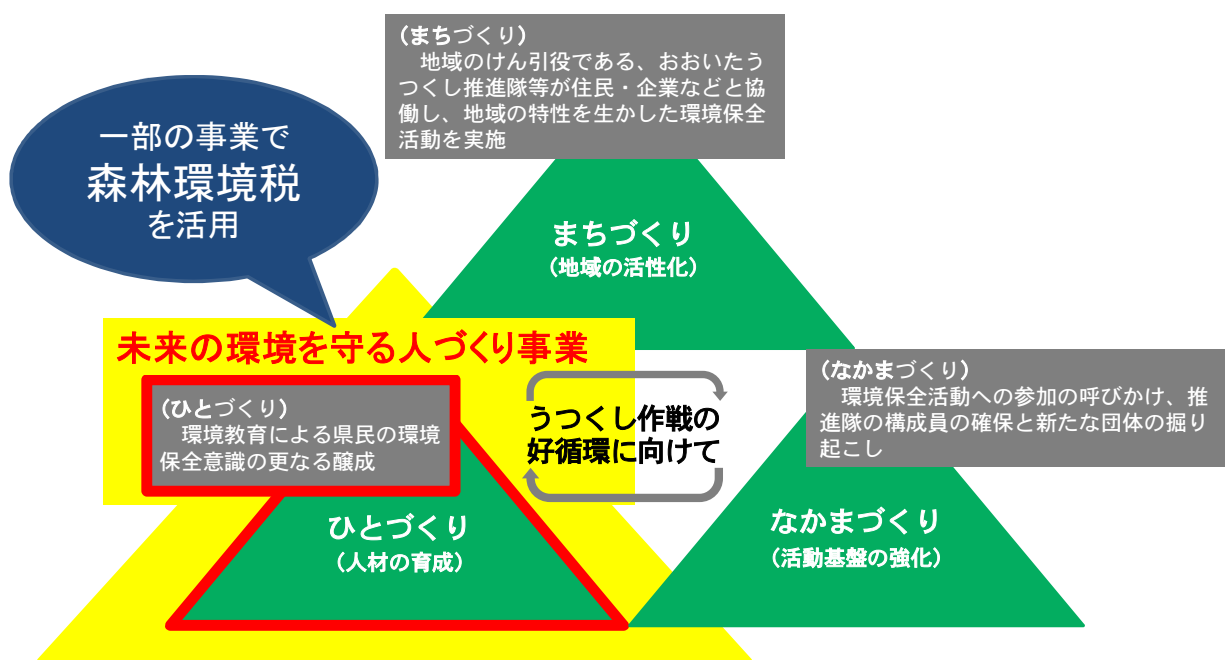 (まちづくり)
　地域のけん引役である、おおいたう
つくし推進隊等が住民・企業などと協
働し、地域の特性を生かした環境保全
活動を実施
一部の事業で
森林環境税
を活用
まちづくり
(地域の活性化)
未来の環境を守る人づくり事業
(ひとづくり)
　環境教育による県民の環境
保全意識の更なる醸成
うつくし作戦の
好循環に向けて
(なかまづくり)
　環境保全活動への参加の呼びかけ、推
進隊の構成員の確保と新たな団体の掘り
起こし
ひとづくり
(人材の育成)
なかまづくり
(活動基盤の強化)